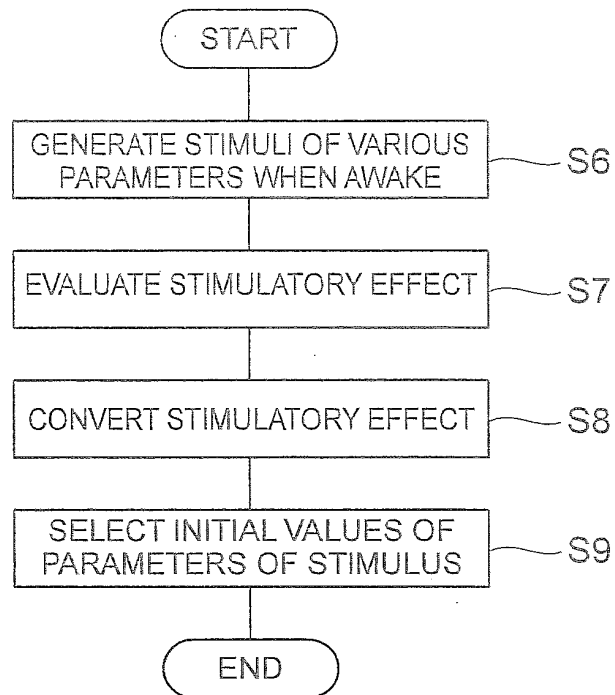 START
GENERATE STIMULI OF VARIOUS
PARAMETERS WHEN AWAKE
S6
EVALUATE STIMULATORY EFFECT
S7
CONVERT STIMULATORY EFFECT
S8
SELECT INITIAL VALUES OF
PARAMETERS OF STIMULUS
S9
END